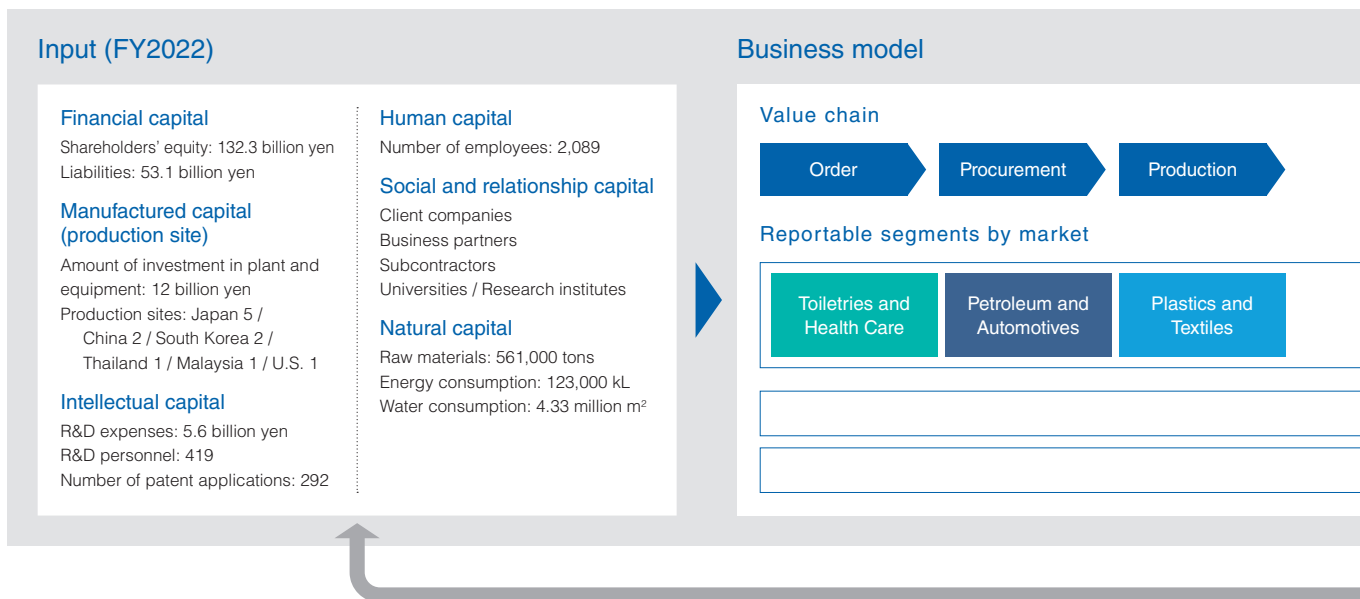 Input (FY2022)
Financial capital
Shareholders’ equity: 132.3 billion yen
Liabilities: 53.1 billion yen
Manufactured capital
(production site)
Amount of investment in plant and
equipment: 12 billion yen
Production sites: Japan 5 /
China 2 / South Korea 2 /
Thailand 1 / Malaysia 1 / U.S. 1
Intellectual capital
R&D expenses: 5.6 billion yen
R&D personnel: 419
Number of patent applications: 292
Human capital
Number of employees: 2,089
Social and relationship capital
Client companies
Business partners
Subcontractors
Universities / Research institutes
Natural capital
Raw materials: 561,000 tons
Energy consumption: 123,000 kL
Water consumption: 4.33 million m²
Business model
Value chain
Order
Procurement
Production
Reportable segments by market
Toiletries and
Health Care
Petroleum and
Automotives
Plastics and
Textiles